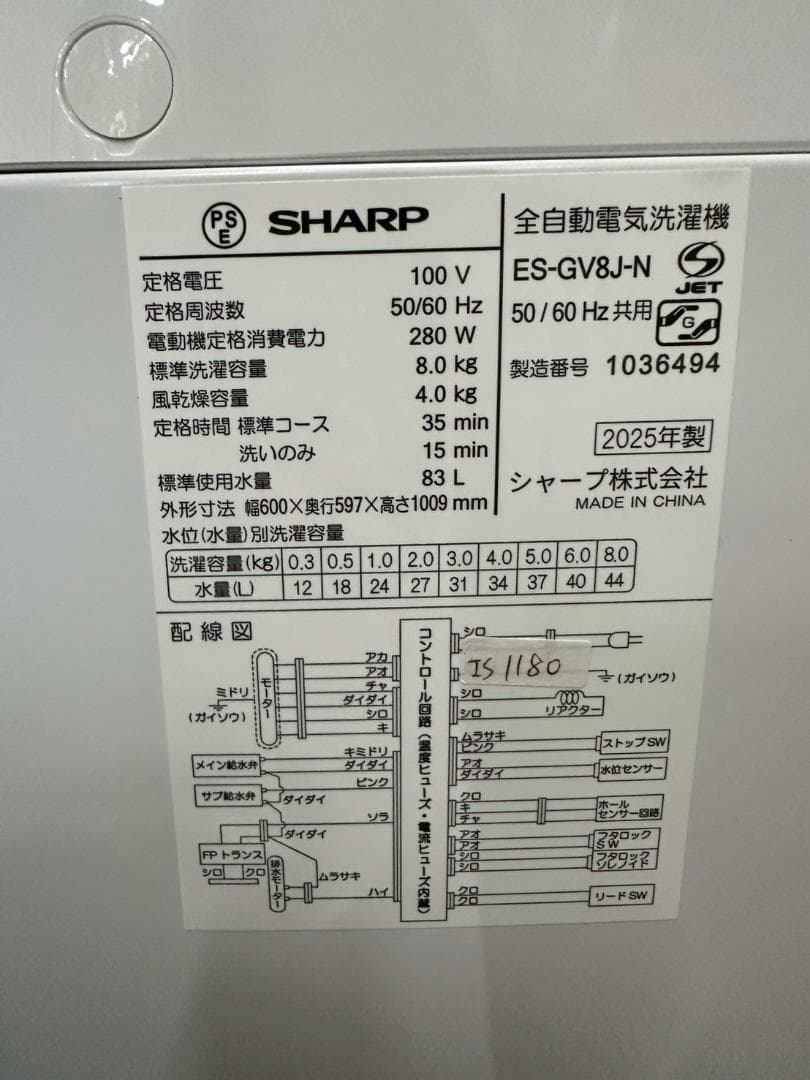 PSE SHARP
定格電圧 100 V
定格周波数 50/60 Hz
電動機定格消費電力 280 W
標準洗濯容量 8.0 kg
風乾燥容量 4.0 kg
定格時間 標準コース 35 min
洗いのみ 15 min
標準使用水量 83 L
外形寸法 幅600×奥行597×高さ1009 mm
全自動電気洗濯機
ES-GV8J-N
S JET
50/60 Hz 共用
G
製造番号 1036494
2025年製
シャープ株式会社
MADE IN CHINA
水位(水量)別洗濯容量
洗濯容量(kg) 0.3 0.5 1.0 2.0 3.0 4.0 5.0 6.0 8.0
水量(L) 12 18 24 27 31 34 37 40 44
配線図
ミドリ
(ガイソウ)
モーター
アカ
アオ
チャ
ダイダイ
シロ
キ
メイン給水弁
キミドリ
ダイダイ
サブ給水弁
ピンク
ダイダイ
ソラ
ダイダイ
FPトランス
シロ クロ
排水モーター
ムラサキ
ハイ
コントロール回路(温度ヒューズ・電流ヒューズ内蔵)
シロ
IS1180
(ガイソウ)
シロ
シロ
リアクター
ムラサキ
ピンク
ストップSW
アオ
ダイダイ
水位センサー
クロ
キ
チャ
ホール
センサー回路
アオ
アオ
フタロック
SW
シロ
シロ
フタロック
ソレノイド
クロ
クロ
リードSW